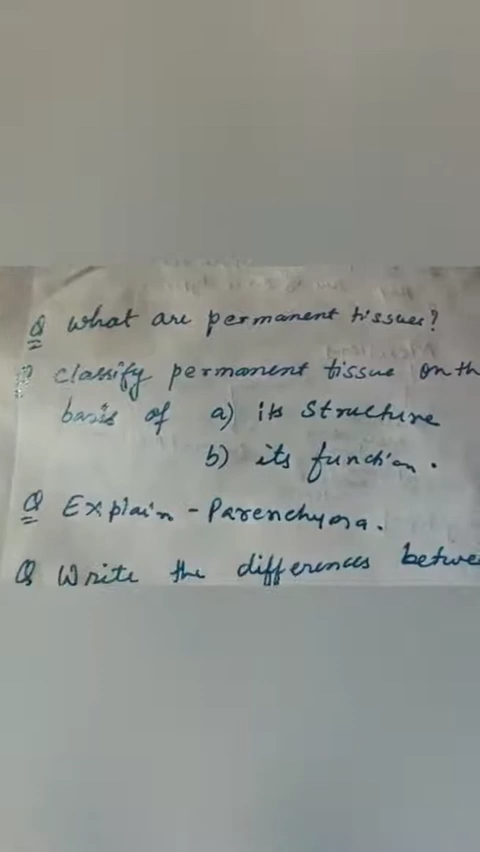 Q What are permanent tissues?
classify permanent tissue on th
basis of a) its structure
b) its function.
Q Explain - Parenchyma.
Q Write the differences betwe